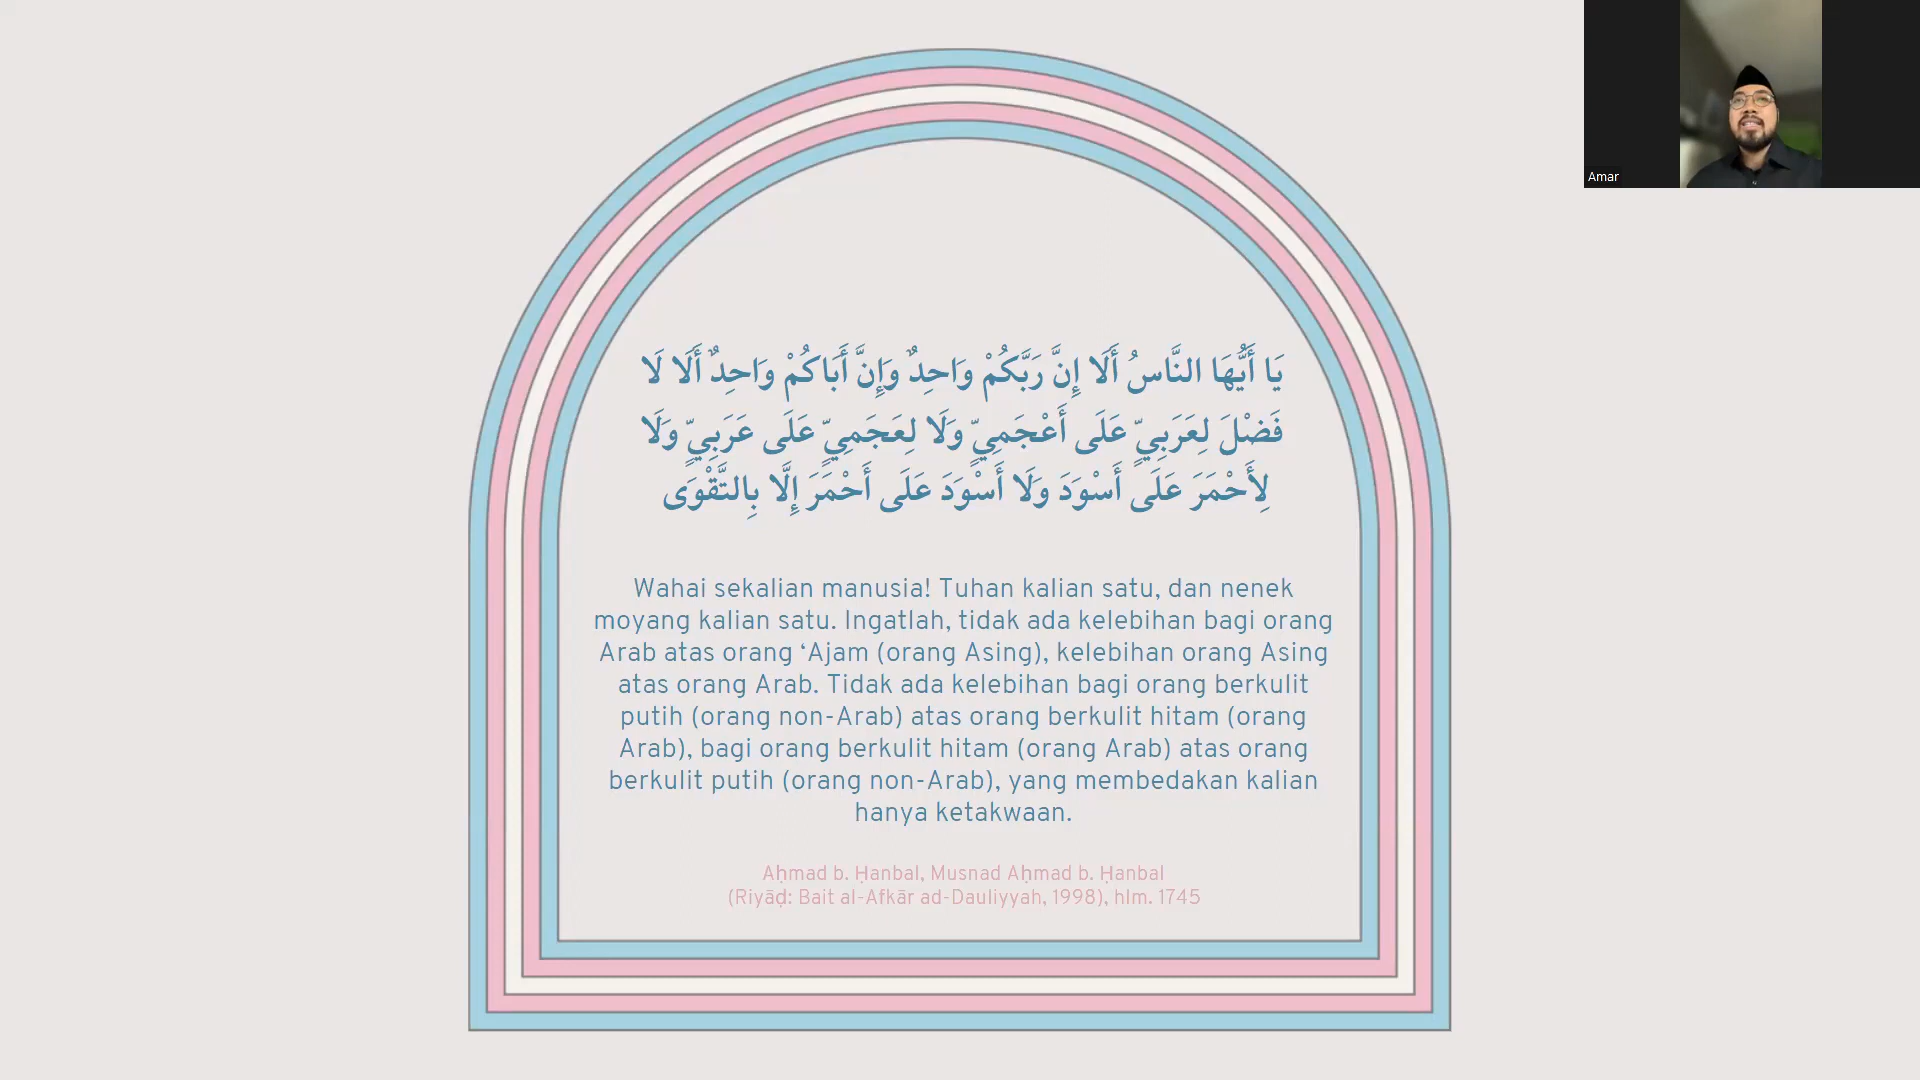 Amar
يَا أَيُّهَا النَّاسُ أَلَا إِنَّ رَبَّكُمْ وَاحِدٌ وَإِنَّ أَبَاكُمْ وَاحِدٌ أَلَا لَا
فَضْلَ لِعَرَبِيٍّ عَلَى أَعْجَمِيٍّ وَلَا لِعَجَمِيٍّ عَلَى عَرَبِيٍّ وَلَا
لِأَحْمَرَ عَلَى أَسْوَدَ وَلَا أَسْوَدَ عَلَى أَحْمَرَ إِلَّا بِالتَّقْوَى
Wahai sekalian manusia! Tuhan kalian satu, dan nenek
moyang kalian satu. Ingatlah, tidak ada kelebihan bagi orang
Arab atas orang ‘Ajam (orang Asing), kelebihan orang Asing
atas orang Arab. Tidak ada kelebihan bagi orang berkulit
putih (orang non-Arab) atas orang berkulit hitam (orang
Arab), bagi orang berkulit hitam (orang Arab) atas orang
berkulit putih (orang non-Arab), yang membedakan kalian
hanya ketakwaan.
Aḥmad b. Ḥanbal, Musnad Aḥmad b. Ḥanbal
(Riyāḍ: Bait al-Afkār ad-Dauliyyah, 1998), hlm. 1745